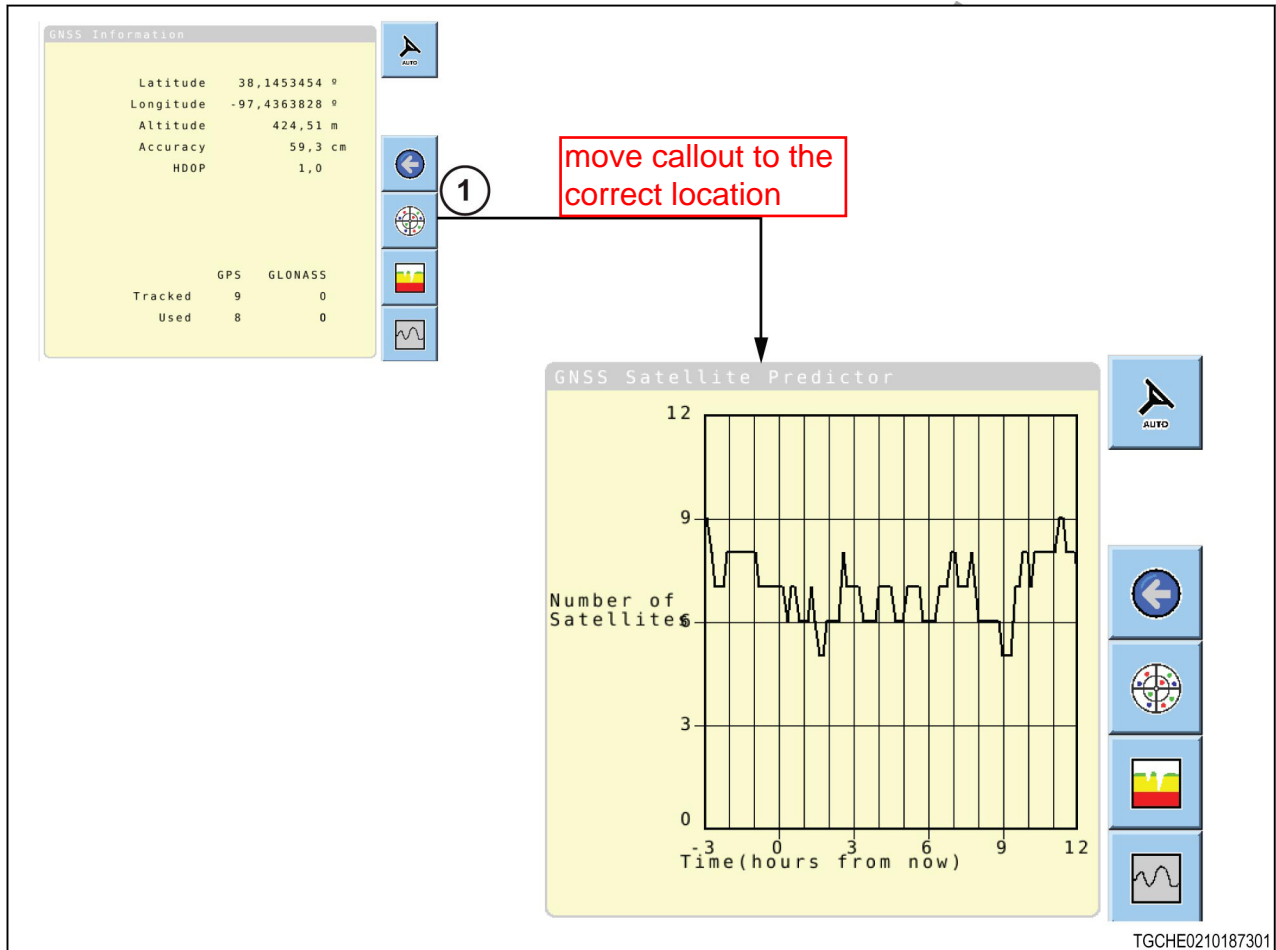 GNSS Information
AUTO
Latitude 38,1453454 º
Longitude -97,4363828 º
Altitude 424,51 m
Accuracy 59,3 cm
HDOP 1,0
GPS GLONASS
Tracked 9 0
Used 8 0
1
move callout to the
correct location
GNSS Satellite Predictor
AUTO
12
9
Number of
Satellites
6
3
0
-3 0 3 6 9 12
Time(hours from now)
TGCHE0210187301